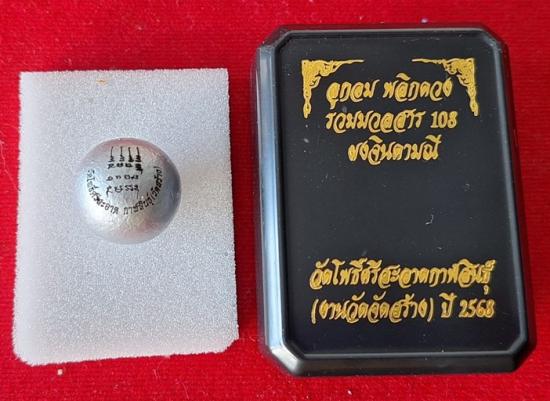 ลูกอม พลิกดวง
รวมมวลสาร 108
ผงจินดามณี
วัดโพธิ์ศรีสะอาดกาฬสินธุ์
(งานวัดจัดสร้าง) ปี 2568